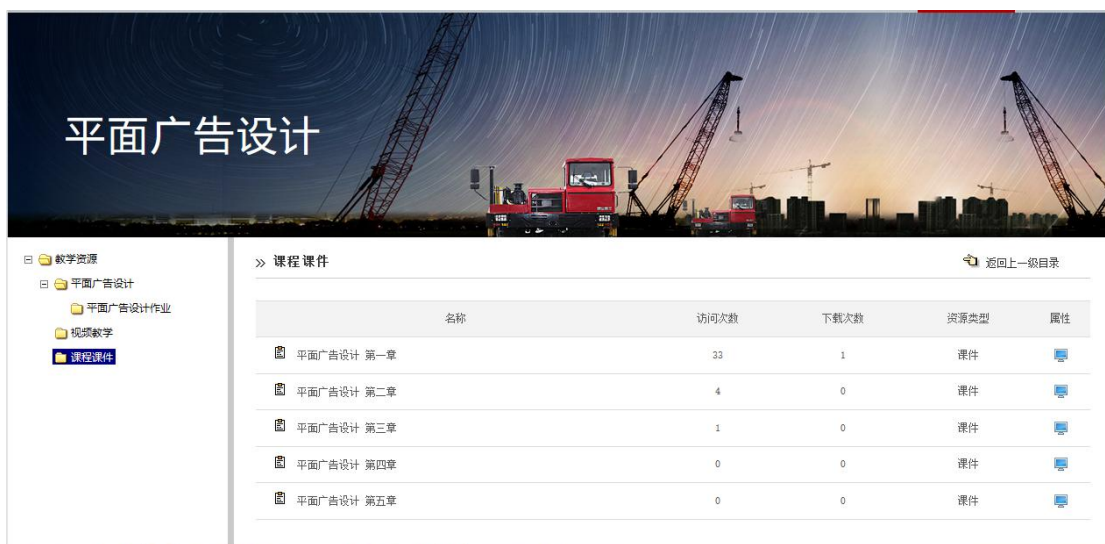 平面广告设计
教学资源
平面广告设计
平面广告设计作业
视频教学
课程课件
» 课程课件
返回上一级目录
名称 访问次数 下载次数 资源类型 属性
平面广告设计 第一章 33 1 课件
平面广告设计 第二章 4 0 课件
平面广告设计 第三章 1 0 课件
平面广告设计 第四章 0 0 课件
平面广告设计 第五章 0 0 课件